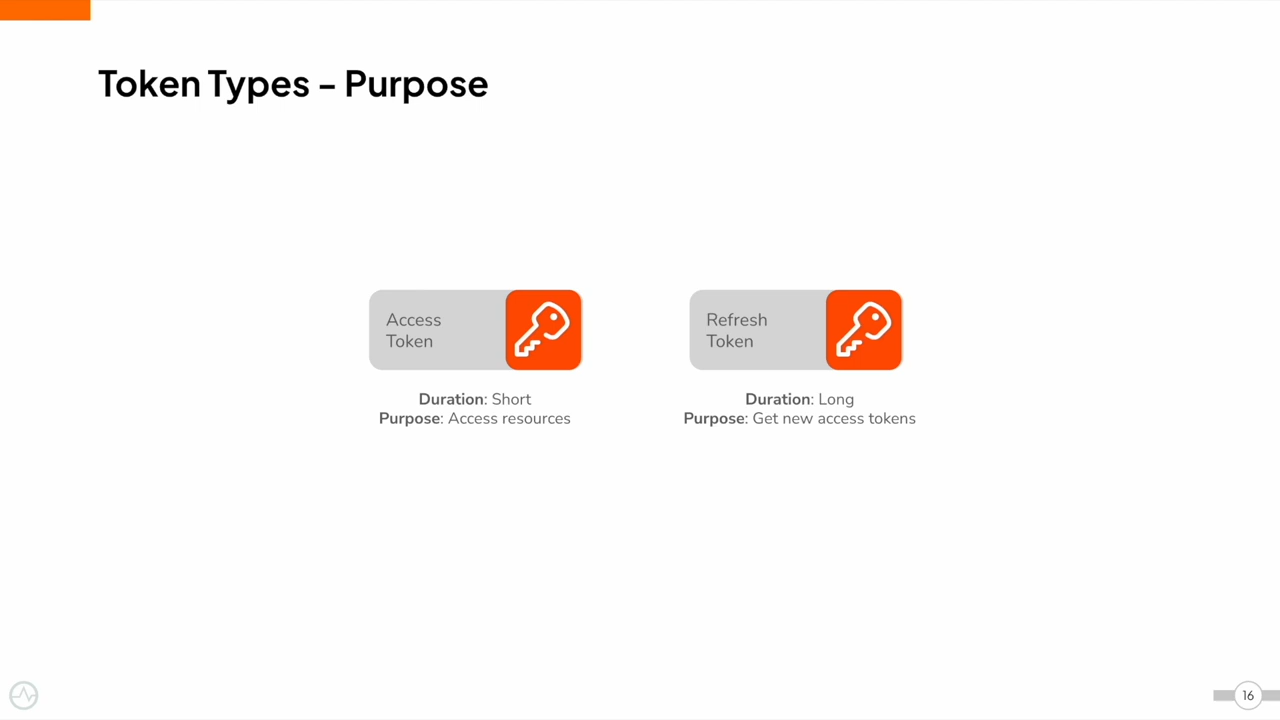 Token Types – Purpose
Access
Token
Duration: Short
Purpose: Access resources
Refresh
Token
Duration: Long
Purpose: Get new access tokens
16